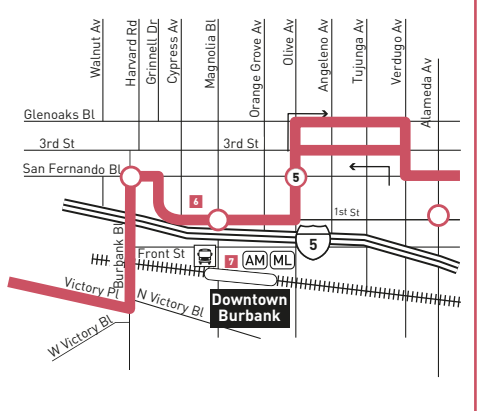 Walnut Av
Harvard Rd
Grinnell Dr
Cypress Av
Magnolia Bl
Orange Grove Av
Olive Av
Angeleno Av
Tujunga Av
Verdugo Av
Alameda Av
Glenoaks Bl
3rd St
3rd St
San Fernando Bl
5
6
1st St
5
Burbank Bl
Front St
7
AM
ML
Downtown
Burbank
Victory Pl
N Victory Bl
W Victory Bl